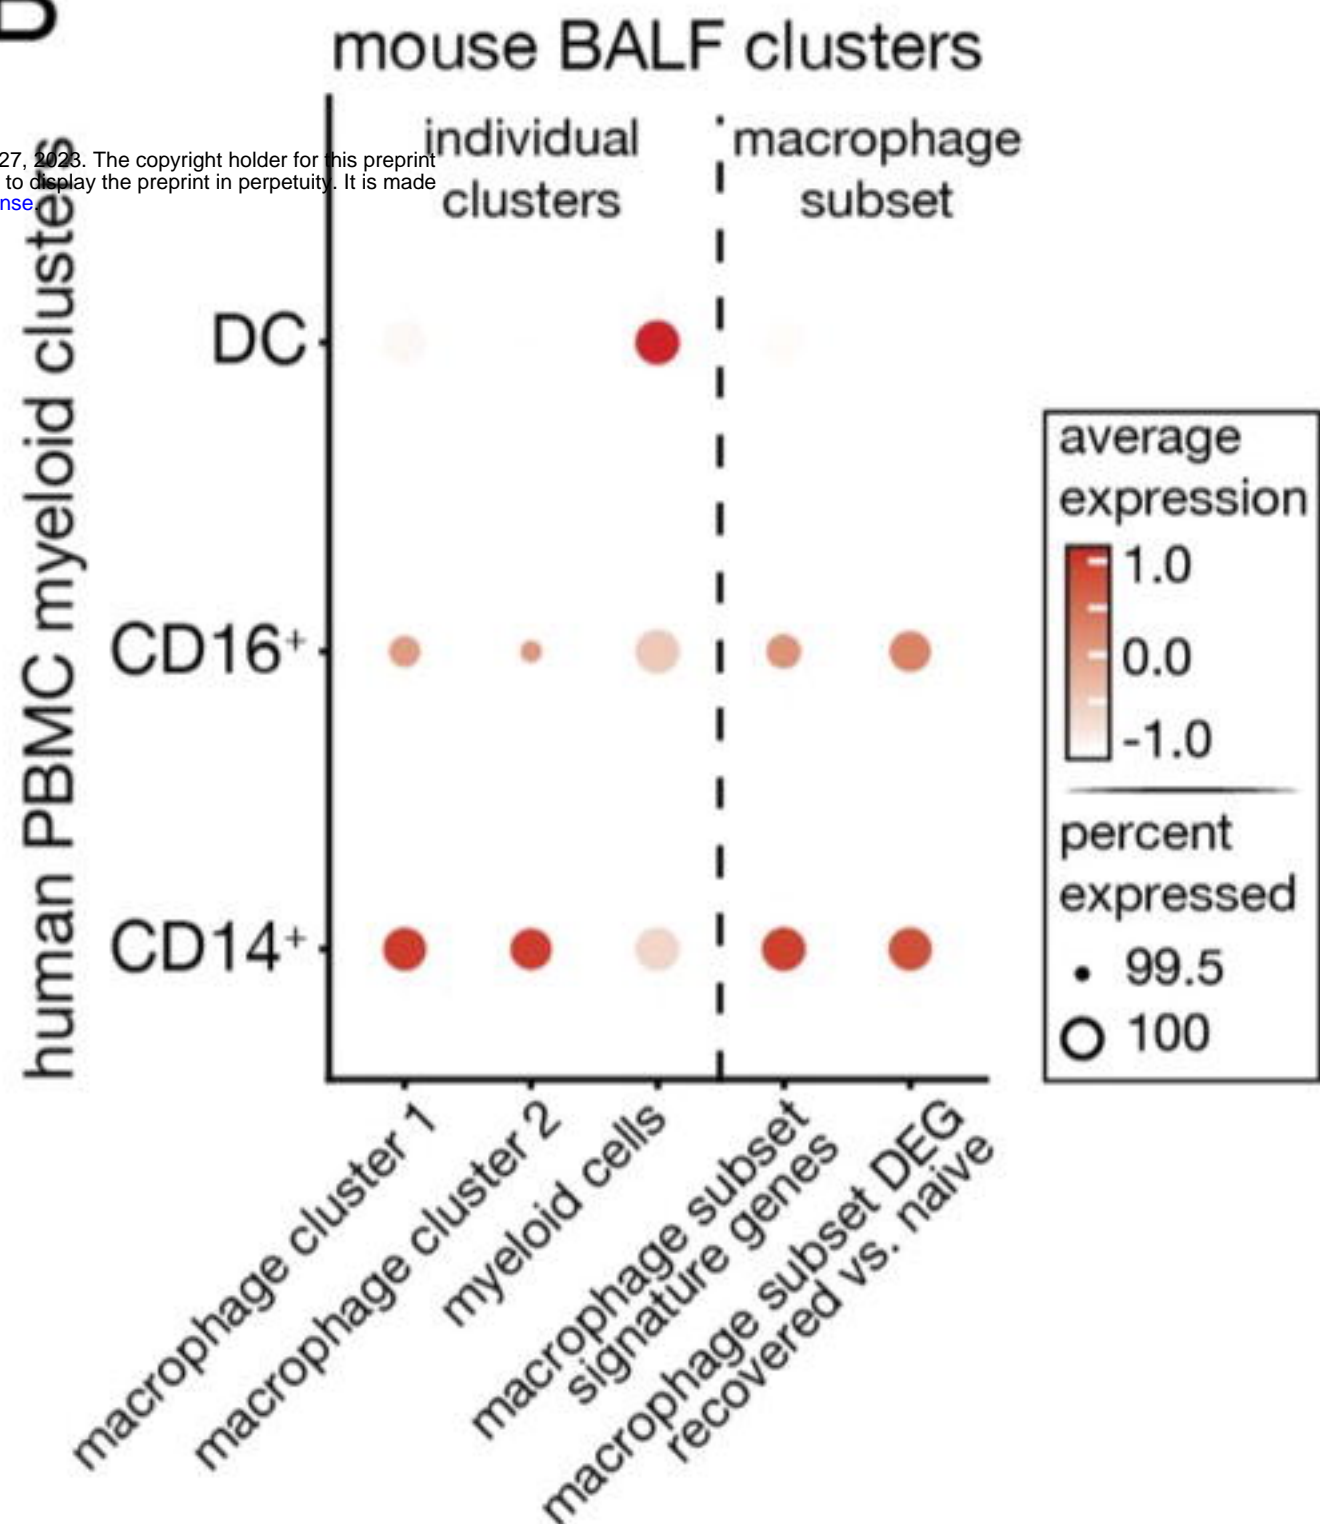 B
mouse BALF clusters
individual
clusters
macrophage
subset
27, 2023. The copyright holder for this preprint
to display the preprint in perpetuity. It is made
nse.
human PBMC myeloid clusters
DC
CD16+
CD14+
average
expression
1.0
0.0
-1.0
percent
expressed
99.5
100
macrophage cluster 1
macrophage cluster 2
myeloid cells
macrophage subset
signature genes
macrophage subset DEG
recovered vs. naive